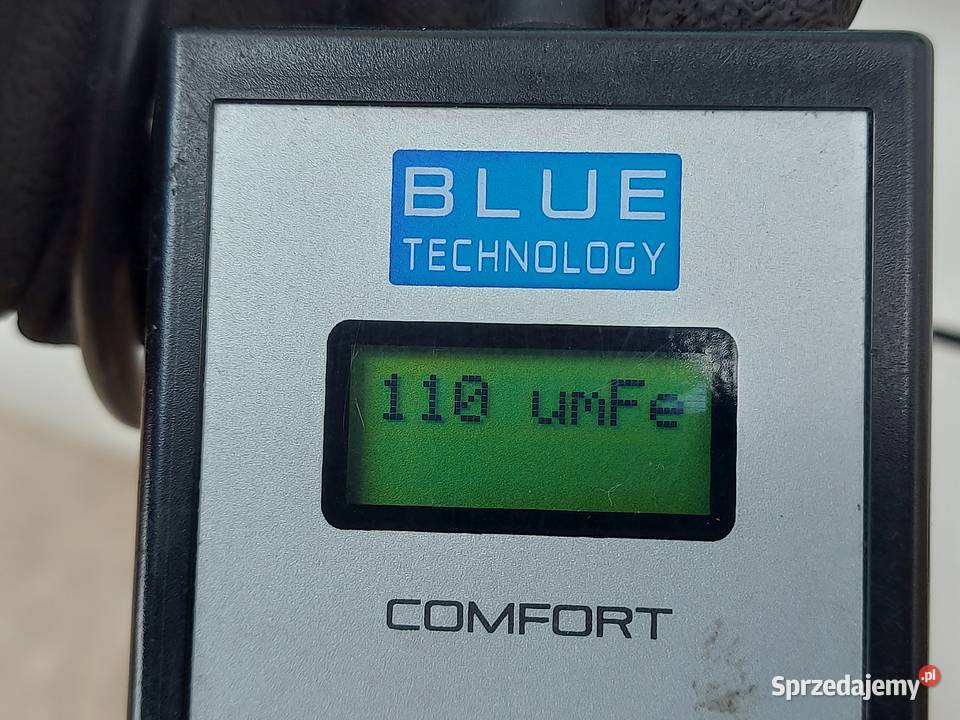 BLUE
TECHNOLOGY
110 umFe
COMFORT
Sprzedajemy.pl